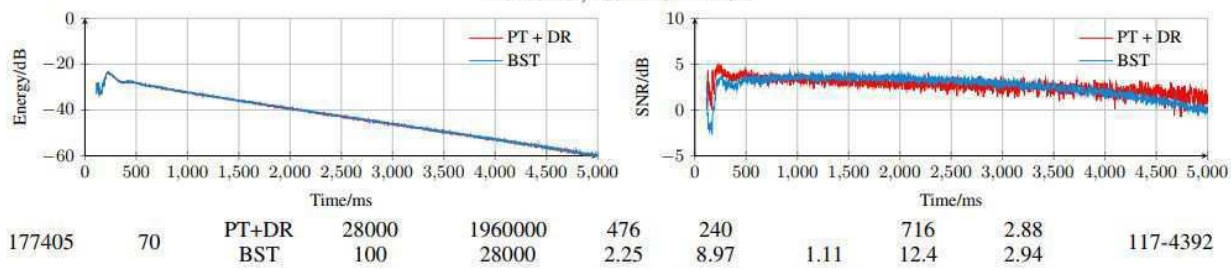 0
−20
−40
−60
Energy/dB
PT + DR
BST
0 500 1,000 1,500 2,000 2,500 3,000 3,500 4,000 4,500 5,000
Time/ms
10
5
0
−5
SNR/dB
PT + DR
BST
0 500 1,000 1,500 2,000 2,500 3,000 3,500 4,000 4,500 5,000
Time/ms
177405 70 PT+DR 28000 1960000 476 240 716 2.88 117-4392
BST 100 28000 2.25 8.97 1.11 12.4 2.94